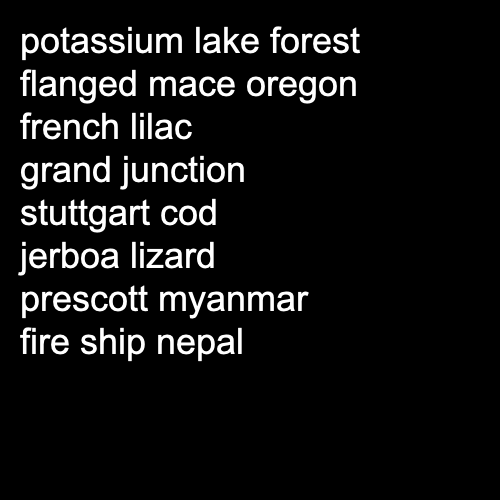 potassium lake forest
flanged mace oregon
french lilac
grand junction
stuttgart cod
jerboa lizard
prescott myanmar
fire ship nepal